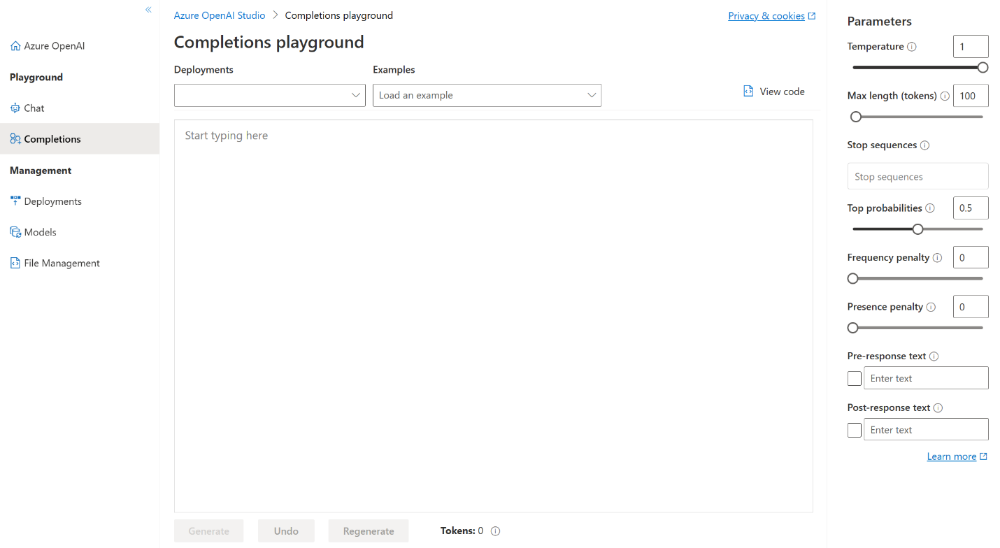 Azure OpenAI
Playground
Chat
Completions
Management
Deployments
Models
File Management
Azure OpenAI Studio > Completions playground
Privacy & cookies
Completions playground
Deployments Examples
Load an example
View code
Start typing here
Generate Undo Regenerate Tokens: 0
Parameters
Temperature 1
Max length (tokens) 100
Stop sequences
Stop sequences
Top probabilities 0.5
Frequency penalty 0
Presence penalty 0
Pre-response text
Enter text
Post-response text
Enter text
Learn more